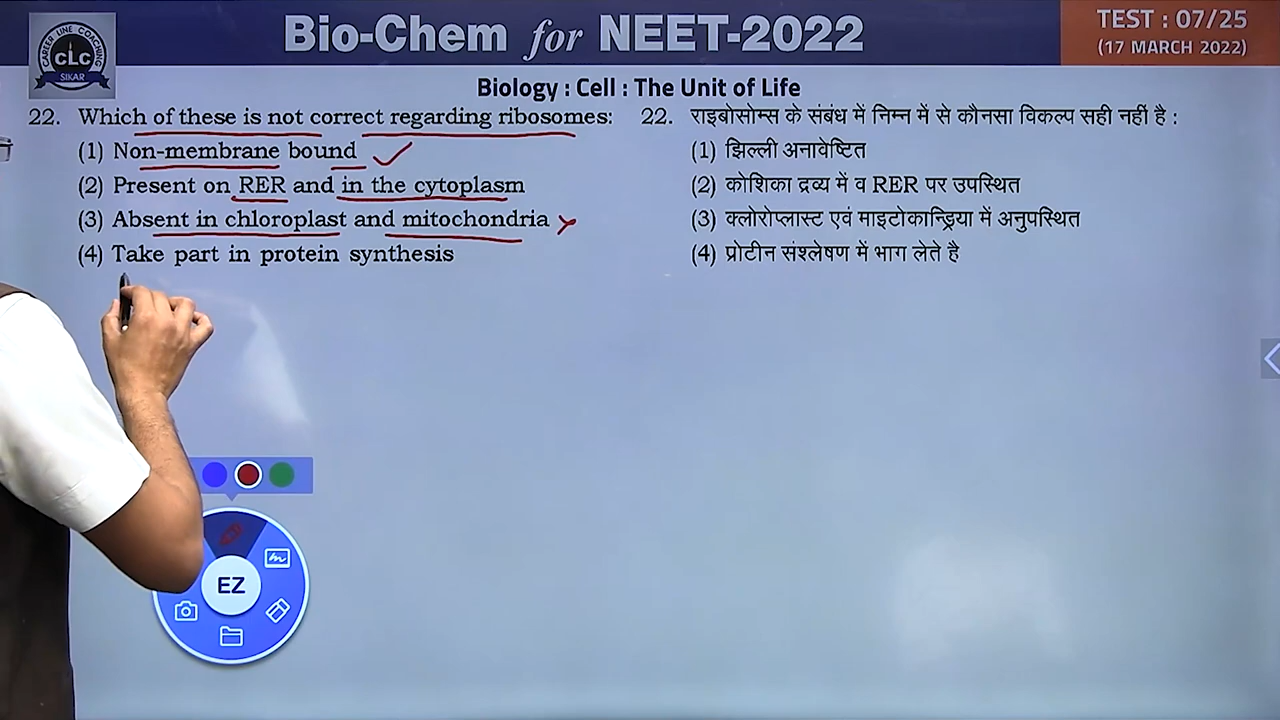 CAREER LINE COACHING
CLC
SIKAR
Bio-Chem for NEET-2022
TEST : 07/25
(17 MARCH 2022)
Biology : Cell : The Unit of Life
22. Which of these is not correct regarding ribosomes:
(1) Non-membrane bound
(2) Present on RER and in the cytoplasm
(3) Absent in chloroplast and mitochondria
(4) Take part in protein synthesis
22. राइबोसोम्स के संबंध में निम्न में से कौनसा विकल्प सही नहीं है :
(1) झिल्ली अनावेष्टित
(2) कोशिका द्रव्य में व RER पर उपस्थित
(3) क्लोरोप्लास्ट एवं माइटोकान्ड्रिया में अनुपस्थित
(4) प्रोटीन संश्लेषण में भाग लेते है
EZ